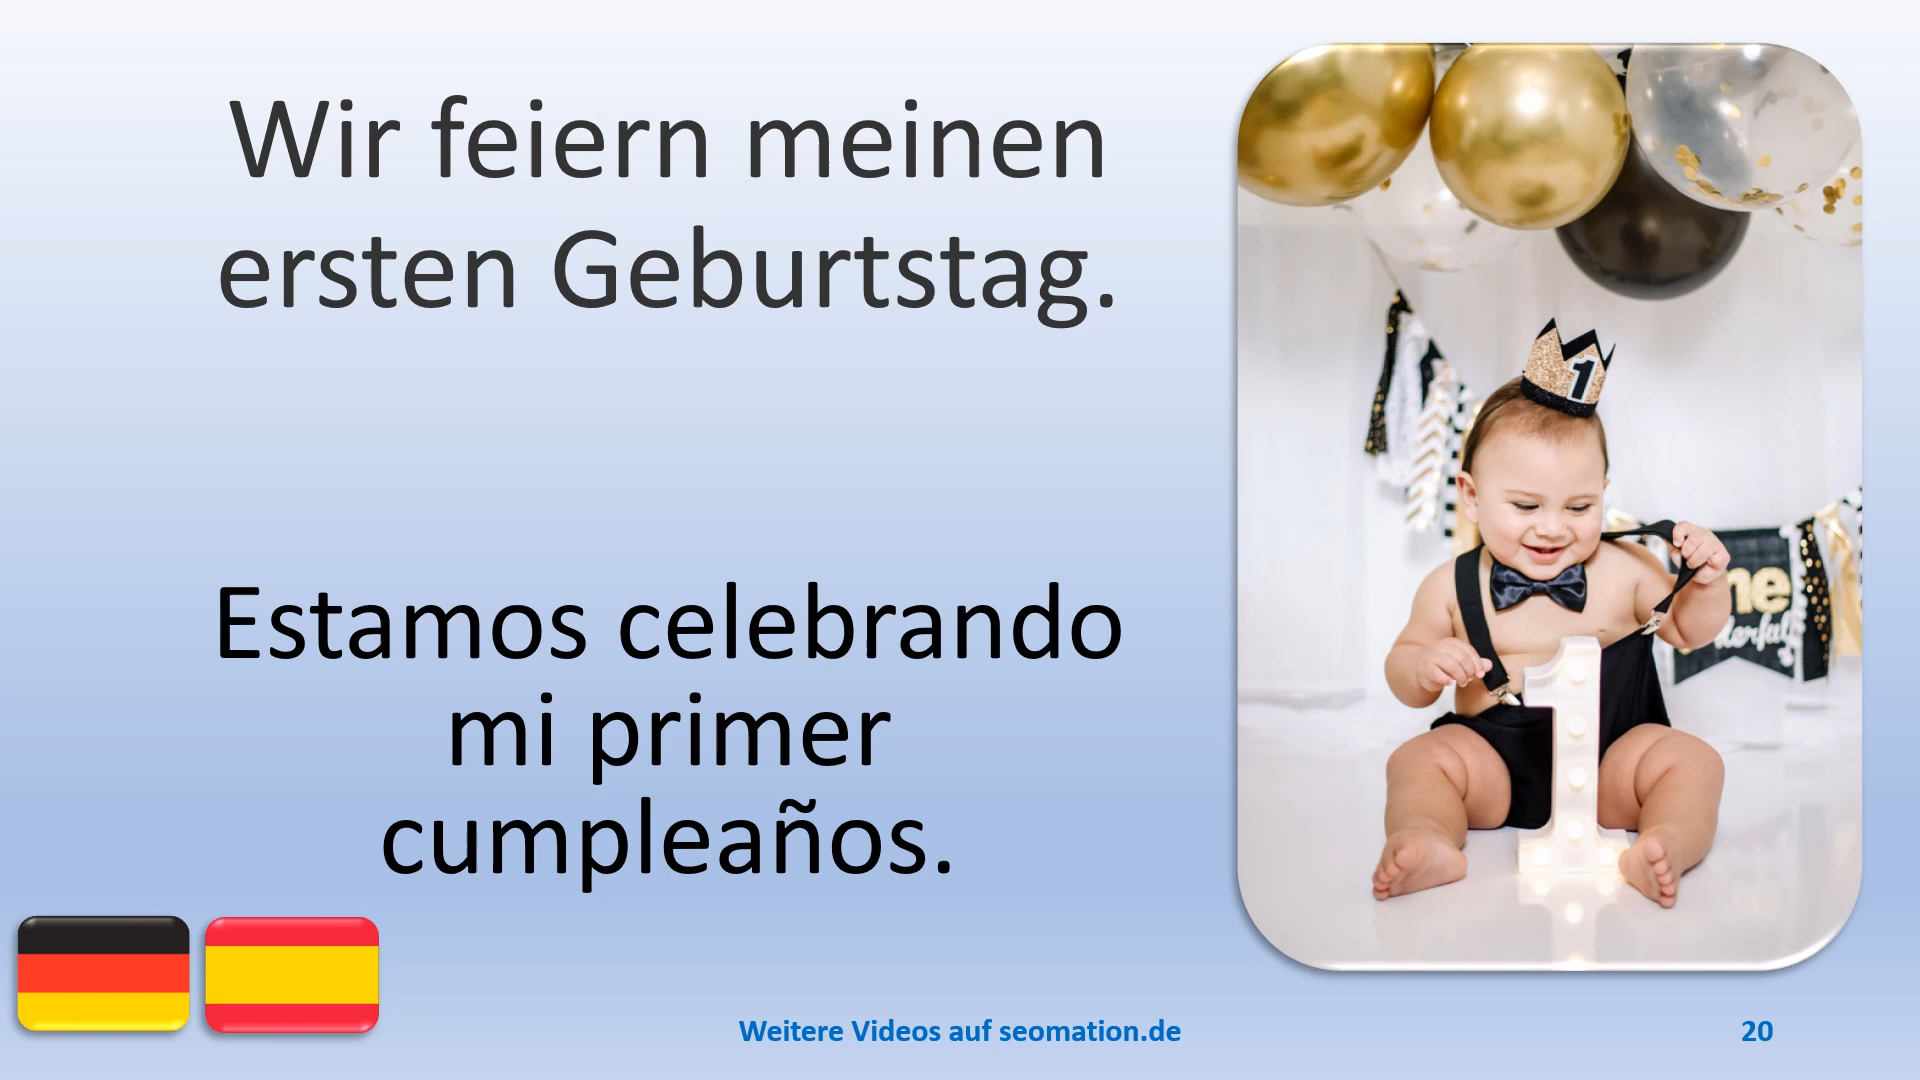 Wir feiern meinen
ersten Geburtstag.
Estamos celebrando
mi primer
cumpleaños.
1
1
Weitere Videos auf seomation.de
20